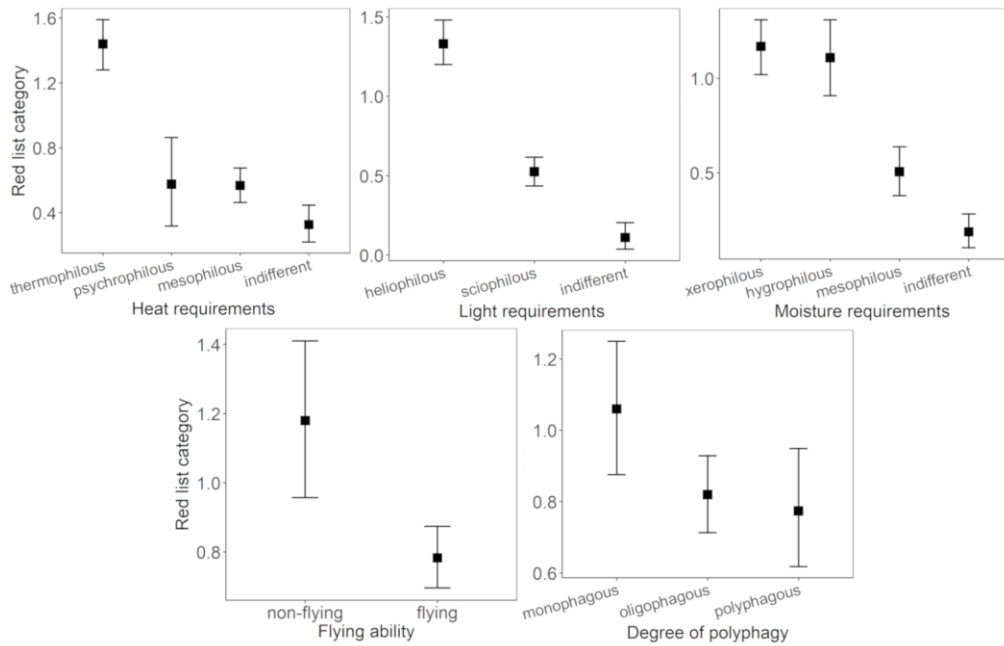 Red list category
1.6
1.2
0.8
0.4
thermophilous
psychrophilous
mesophilous
indifferent
Heat requirements
1.5
1.0
0.5
0.0
heliophilous
sciophilous
indifferent
Light requirements
1.0
0.5
xerophilous
hygrophilous
mesophilous
indifferent
Moisture requirements
Red list category
1.4
1.2
1.0
0.8
non-flying
flying
Flying ability
1.2
1.0
0.8
0.6
monophagous
oligophagous
polyphagous
Degree of polyphagy